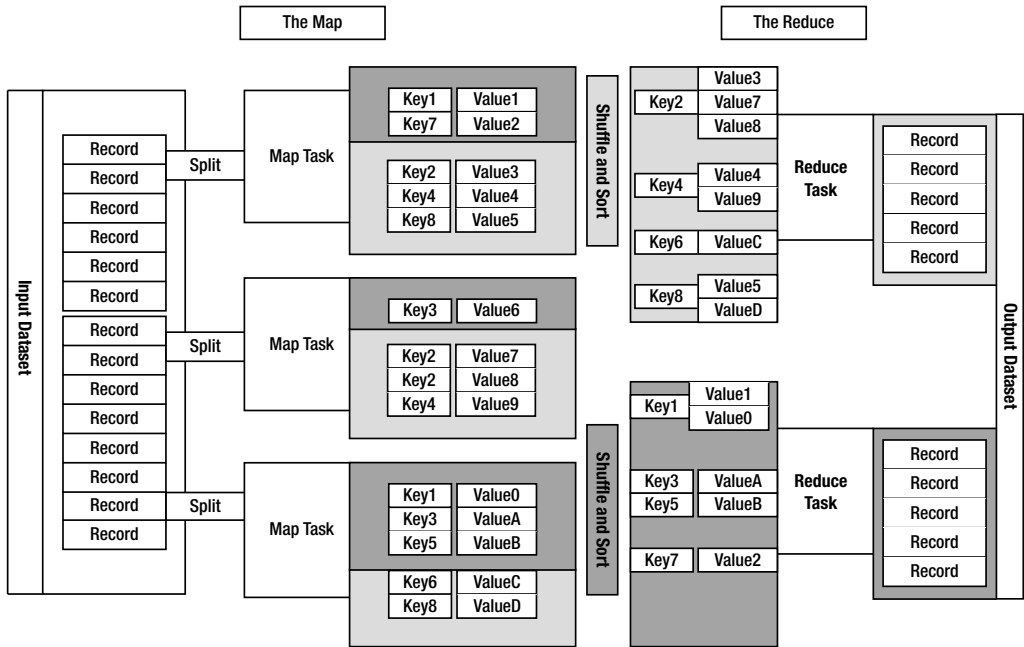 The Map
The Reduce
Input Dataset
Record
Record
Record
Record
Record
Record
Record
Record
Record
Record
Record
Record
Record
Record
Split
Split
Split
Map Task
Map Task
Map Task
Key1 Value1
Key7 Value2
Key2 Value3
Key4 Value4
Key8 Value5
Key3 Value6
Key2 Value7
Key2 Value8
Key4 Value9
Key1 Value0
Key3 ValueA
Key5 ValueB
Key6 ValueC
Key8 ValueD
Shuffle and Sort
Shuffle and Sort
Value3
Key2 Value7
Value8
Key4 Value4
Value9
Key6 ValueC
Key8 Value5
ValueD
Key1 Value1
Value0
Key3 ValueA
Key5 ValueB
Key7 Value2
Reduce
Task
Reduce
Task
Record
Record
Record
Record
Record
Record
Record
Record
Record
Record
Output Dataset